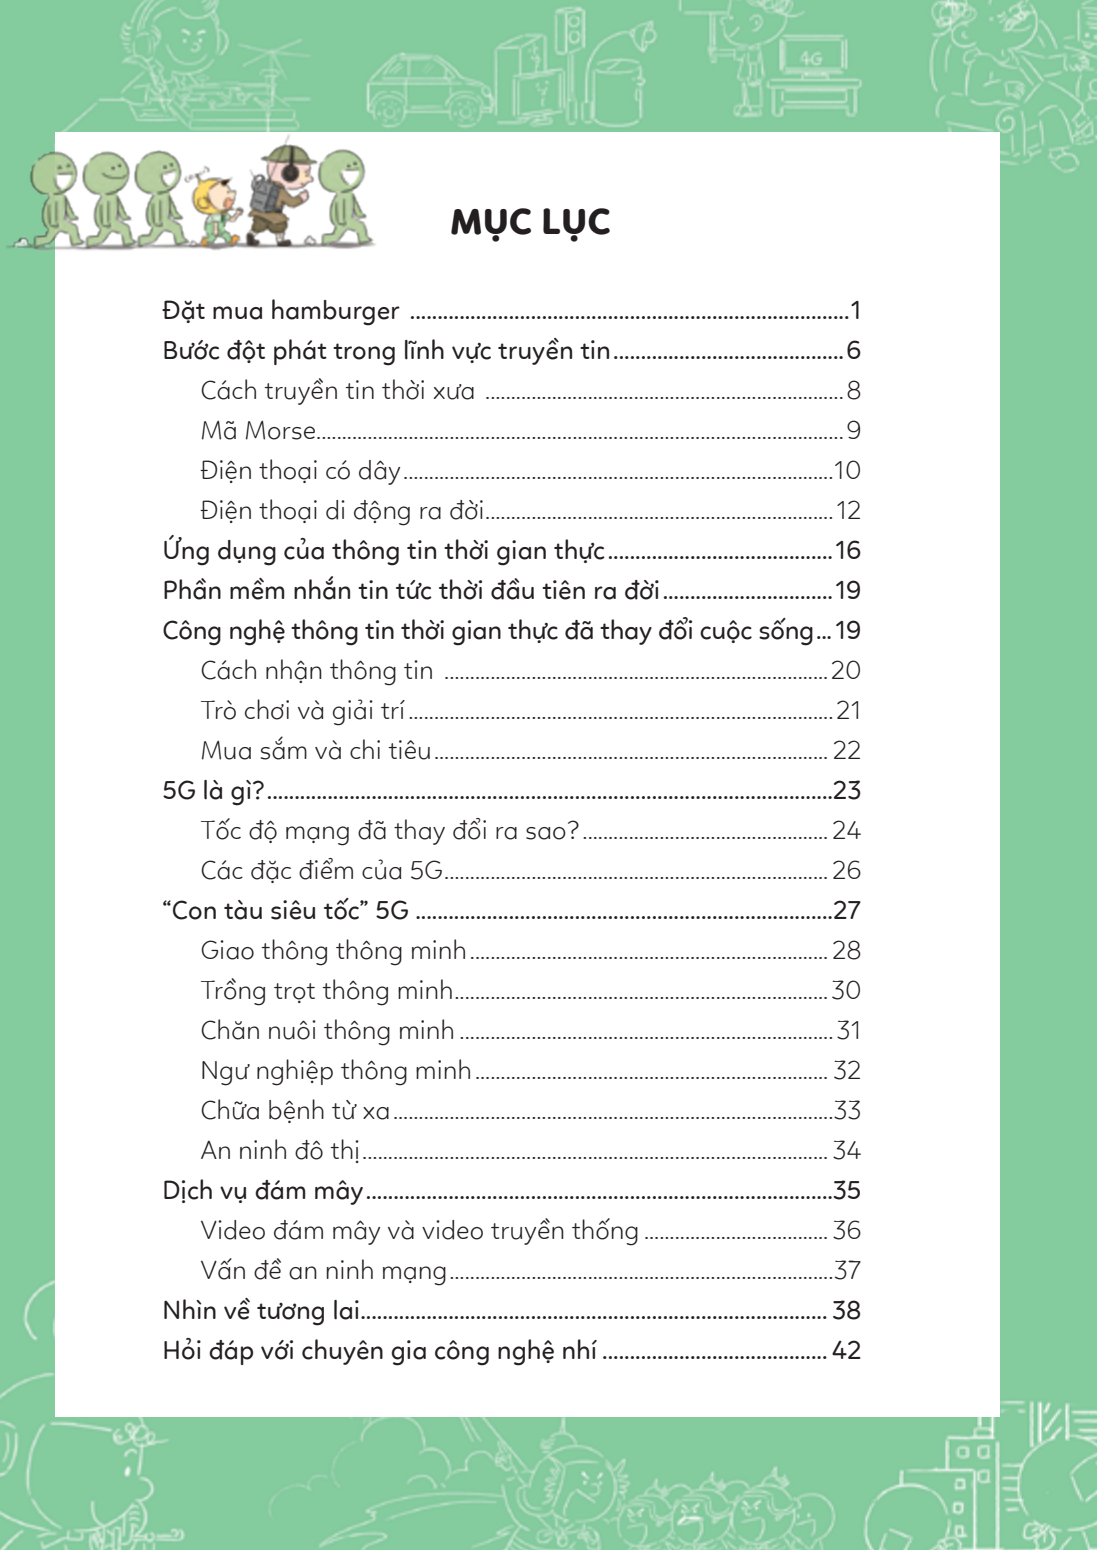 4G
MỤC LỤC
Đặt mua hamburger ................................................................................1
Bước đột phát trong lĩnh vực truyền tin..........................................6
Cách truyền tin thời xưa ......................................................................8
Mã Morse.......................................................................................................9
Điện thoại có dây....................................................................................10
Điện thoại di động ra đời....................................................................12
Ứng dụng của thông tin thời gian thực.........................................16
Phần mềm nhắn tin tức thời đầu tiên ra đời...............................19
Công nghệ thông tin thời gian thực đã thay đổi cuộc sống...19
Cách nhận thông tin ...........................................................................20
Trò chơi và giải trí...................................................................................21
Mua sắm và chi tiêu.............................................................................22
5G là gì?.......................................................................................................23
Tốc độ mạng đã thay đổi ra sao?................................................24
Các đặc điểm của 5G...........................................................................26
“Con tàu siêu tốc” 5G ............................................................................27
Giao thông thông minh......................................................................28
Trồng trọt thông minh.........................................................................30
Chăn nuôi thông minh .........................................................................31
Ngư nghiệp thông minh.....................................................................32
Chữa bệnh từ xa......................................................................................33
An ninh đô thị...........................................................................................34
Dịch vụ đám mây.....................................................................................35
Video đám mây và video truyền thống ....................................36
Vấn đề an ninh mạng...........................................................................37
Nhìn về tương lai.....................................................................................38
Hỏi đáp với chuyên gia công nghệ nhí .........................................42